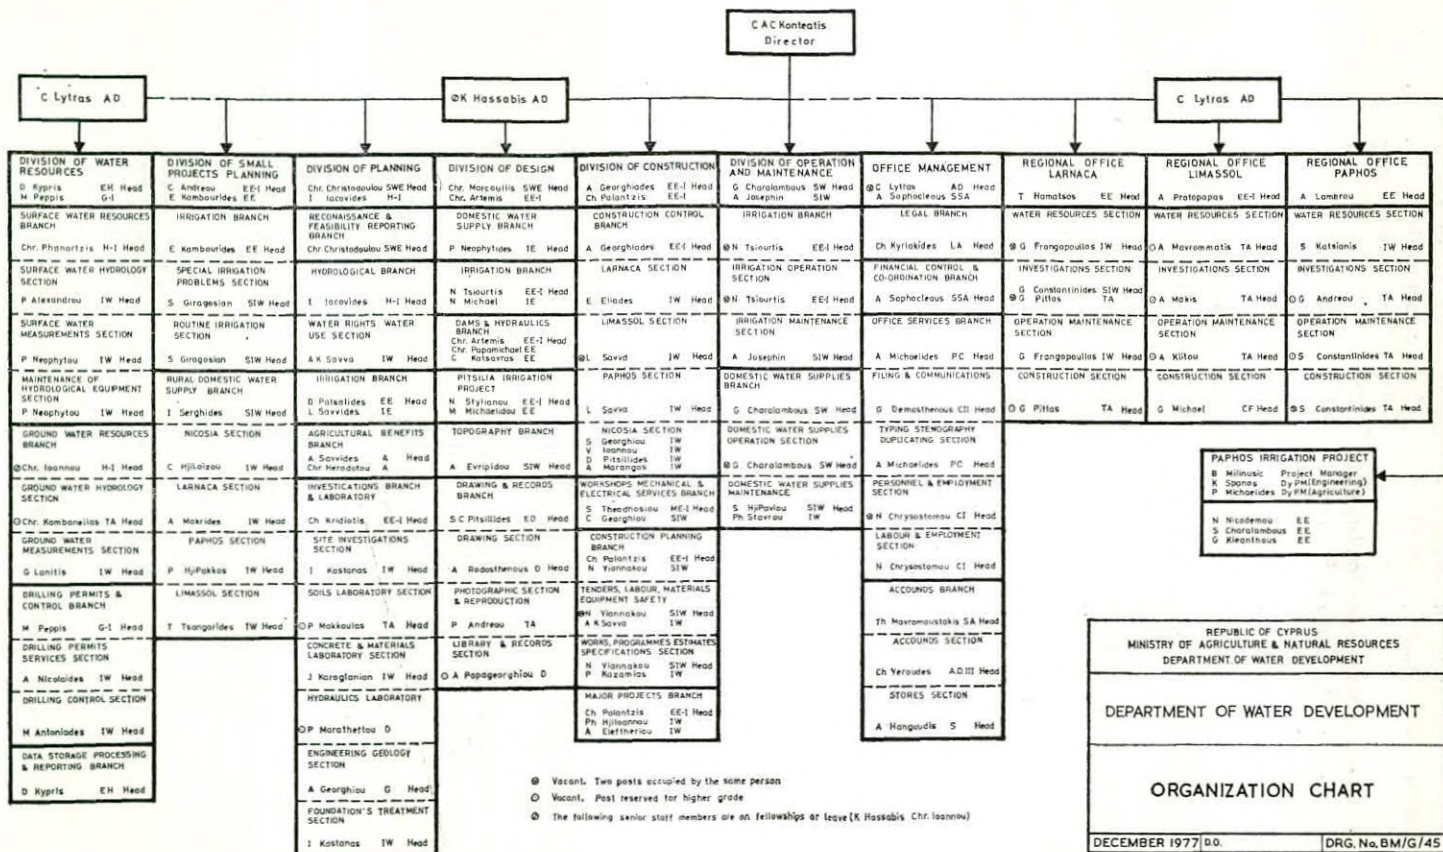 C A C Konteatis
Director
C Lytras AD
⊘K Hassabis AD
C Lytras AD
DIVISION OF WATER
RESOURCES
D Kypris EH Head
M Peppis G-I
SURFACE WATER RESOURCES
BRANCH
Chr. Phanartzis H-I Head
SURFACE WATER HYDROLOGY
SECTION
P Alexandrou IW Head
SURFACE WATER
MEASUREMENTS SECTION
P Neophytou IW Head
MAINTENANCE OF
HYDROLOGICAL EQUIPMENT
SECTION
P Neophytou IW Head
GROUND WATER RESOURCES
BRANCH
⊘Chr. Ioannou H-I Head
GROUND WATER HYDROLOGY
SECTION
Chr. Kambanellas TA Head
GROUND WATER
MEASUREMENTS SECTION
G Lanitis IW Head
DRILLING PERMITS &
CONTROL BRANCH
M Peppis G-I Head
DRILLING PERMITS
SERVICES SECTION
A Nicolaides IW Head
DRILLING CONTROL SECTION
M Antoniades IW Head
DATA STORAGE PROCESSING
& REPORTING BRANCH
D Kypris EH Head
DIVISION OF SMALL
PROJECTS PLANNING
C Andreou EE-I Head
E Kambourides EE
IRRIGATION BRANCH
E Kambourides EE Head
SPECIAL IRRIGATION
PROBLEMS SECTION
S Giragosian SIW Head
ROUTINE IRRIGATION
SECTION
S Giragosian SIW Head
RURAL DOMESTIC WATER
SUPPLY BRANCH
I Serghides SIW Head
NICOSIA SECTION
C HjiLoizou IW Head
LARNACA SECTION
A Makrides IW Head
PAPHOS SECTION
P HjiPakkos IW Head
LIMASSOL SECTION
T Tsangarides IW Head
DIVISION OF PLANNING
Chr. Christodoulou SWE Head
I Iacovides H-I
RECONAISSANCE &
FEASIBILITY REPORTING
BRANCH
Chr Christodoulou SWE Head
HYDROLOGICAL BRANCH
I Iacovides H-I Head
WATER RIGHTS WATER
USE SECTION
A K Savva IW Head
IRRIGATION BRANCH
D Patsalides EE Head
L Savvides IE
AGRICULTURAL BENEFITS
BRANCH
A Savvides A Head
Chr. Herodotou A
INVESTICATIONS BRANCH
& LABORATORY
Ch Kridiotis EE-I Head
SITE INVESTIGATIONS
SECTION
I Kastanas IW Head
SOILS LABORATORY SECTION
P Makkoulas TA Head
CONCRETE & MATERIALS
LABORATORY SECTION
J Karaglanian IW Head
HYDRAULICS LABORATORY
P Marathettou D
ENGINEERING GEOLOGY
SECTION
A Georghiou G Head
FOUNDATION'S TREATMENT
SECTION
I Kastanas IW Head
DIVISION OF DESIGN
Chr. Marcoullis SWE Head
Chr. Artemis EE-I
DOMESTIC WATER
SUPPLY BRANCH
P Neophytides IE Head
IRRIGATION BRANCH
N Tsiourtis EE-I Head
N Michael IE
DAMS & HYDRAULICS
BRANCH
Chr. Artemis EE-I Head
Chr. Papamichael EE
C Katsavras EE
PITSILIA IRRIGATION
PROJECT
N. Stylianou EE-I Head
M Michaelidou EE
TOPOGRAPHY BRANCH
A Evripidou SIW Head
DRAWING & RECORDS
BRANCH
S C Pitsillides ED Head
DRAWING SECTION
A Rodosthenous D Head
PHOTOGRAPHIC SECTION
& REPRODUCTION
P Andreou TA
LIBRARY & RECORDS
SECTION
A Papageorghiou D
DIVISION OF CONSTRUCTION
A Georghiades EE-I Head
Ch Palantzis EE-I
CONSTRUCTION CONTROL
BRANCH
A Georghiades EE-I Head
LARNACA SECTION
E Eliades IW Head
LIMASSOL SECTION
L Savva IW Head
PAPHOS SECTION
L Savva IW Head
NICOSIA SECTION
S Georghiou IW
V Ioannou IW
D Pitsillides IW
A Marangos IW
WORKSHOPS MECHANICAL &
ELECTRICAL SERVICES BRANCH
S Theodhosiou ME-I Head
C Georghiou SIW
CONSTRUCTION PLANNING
BRANCH
Ch Palantzis EE-I Head
N Yiannakou SIW
TENDERS, LABOUR, MATERIALS
EQUIPMENT SAFETY
N Yiannakou SIW Head
A K Savva IW
WORKS, PROGRAMMES ESTIMATES
SPECIFICATIONS SECTION
N Yiannakou SIW Head
P Kazamias IW
MAJOR PROJECTS BRANCH
Ch Palantzis EE-I Head
Ph HjiIoannou IW
A Eleftheriou IW
DIVISION OF OPERATION
AND MAINTENANCE
G Charalambous SW Head
A Josephin SIW
IRRIGATION BRANCH
N Tsiourtis EE-I Head
IRRIGATION OPERATION
SECTION
N Tsiourtis EE-I Head
IRRIGATION MAINTENANCE
SECTION
A Josephin SIW Head
DOMESTIC WATER SUPPLIES
BRANCH
G Charalambous SW Head
DOMESTIC WATER SUPPLIES
OPERATION SECTION
G Charalambous SW Head
DOMESTIC WATER SUPPLIES
MAINTENANCE
S HjiPavlou SIW Head
Ph Stavrou IW
OFFICE MANAGEMENT
C Lytras AD Head
A Sophocleous SSA
LEGAL BRANCH
Ch Kyriakides LA Head
FINANCIAL CONTROL &
CO-ORDINATION BRANCH
A Sophocleous SSA Head
OFFICE SERVICES BRANCH
A Michaelides PC Head
FILING & COMMUNICATIONS
G Demosthenous CII Head
TYPING STENOGRAPHY
DUPLICATING SECTION
A Michaelides PC Head
PERSONNEL & EMPLOYMENT
SECTION
N Chrysostomou CI Head
LABOUR & EMPLOYMENT
SECTION
N Chrysostomou CI Head
ACCOUNDS BRANCH
Th Mavromoustakis SA Head
ACCOUNDS SECTION
Ch Yeroudes A.O.III Head
STORES SECTION
A Hangoudis S Head
REGIONAL OFFICE
LARNACA
T Hamatsos EE Head
WATER RESOURCES SECTION
G Frangopoullos IW Head
INVESTIGATIONS SECTION
G Constantinides SIW Head
G Pittas TA
OPERATION MAINTENANCE
SECTION
G Frangopoullos IW Head
CONSTRUCTION SECTION
G Pittas TA Head
REGIONAL OFFICE
LIMASSOL
A Protopapas EE-I Head
WATER RESOURCES SECTION
A Mavrommatis TA Head
INVESTIGATIONS SECTION
A Makis TA Head
OPERATION MAINTENANCE
SECTION
A Kiitou TA Head
CONSTRUCTION SECTION
G Michael CF Head
REGIONAL OFFICE
PAPHOS
A Lambrou EE Head
WATER RESOURCES SECTION
S Katsianis IW Head
INVESTIGATIONS SECTION
G Andreou TA Head
OPERATION MAINTENANCE
SECTION
S Constantinides TA Head
CONSTRUCTION SECTION
S Constantinides TA Head
PAPHOS IRRIGATION PROJECT
B Milinusic Project Manager
K Spanos Dy PM (Engineering)
P Michaelides Dy PM (Agriculture)
N Nicodemou EE
S Charalambous EE
G Kleanthous EE
Vacant. Two posts occupied by the same person
Vacant. Post reserved for higher grade
⊘ The following senior staff members are on fellowships or leave (K Hassabis Chr. Ioannou)
REPUBLIC OF CYPRUS
MINISTRY OF AGRICULTURE & NATURAL RESOURCES
DEPARTMENT OF WATER DEVELOPMENT
DEPARTMENT OF WATER DEVELOPMENT
ORGANIZATION CHART
DECEMBER 1977 D.O. DRG. No. BM/G/45